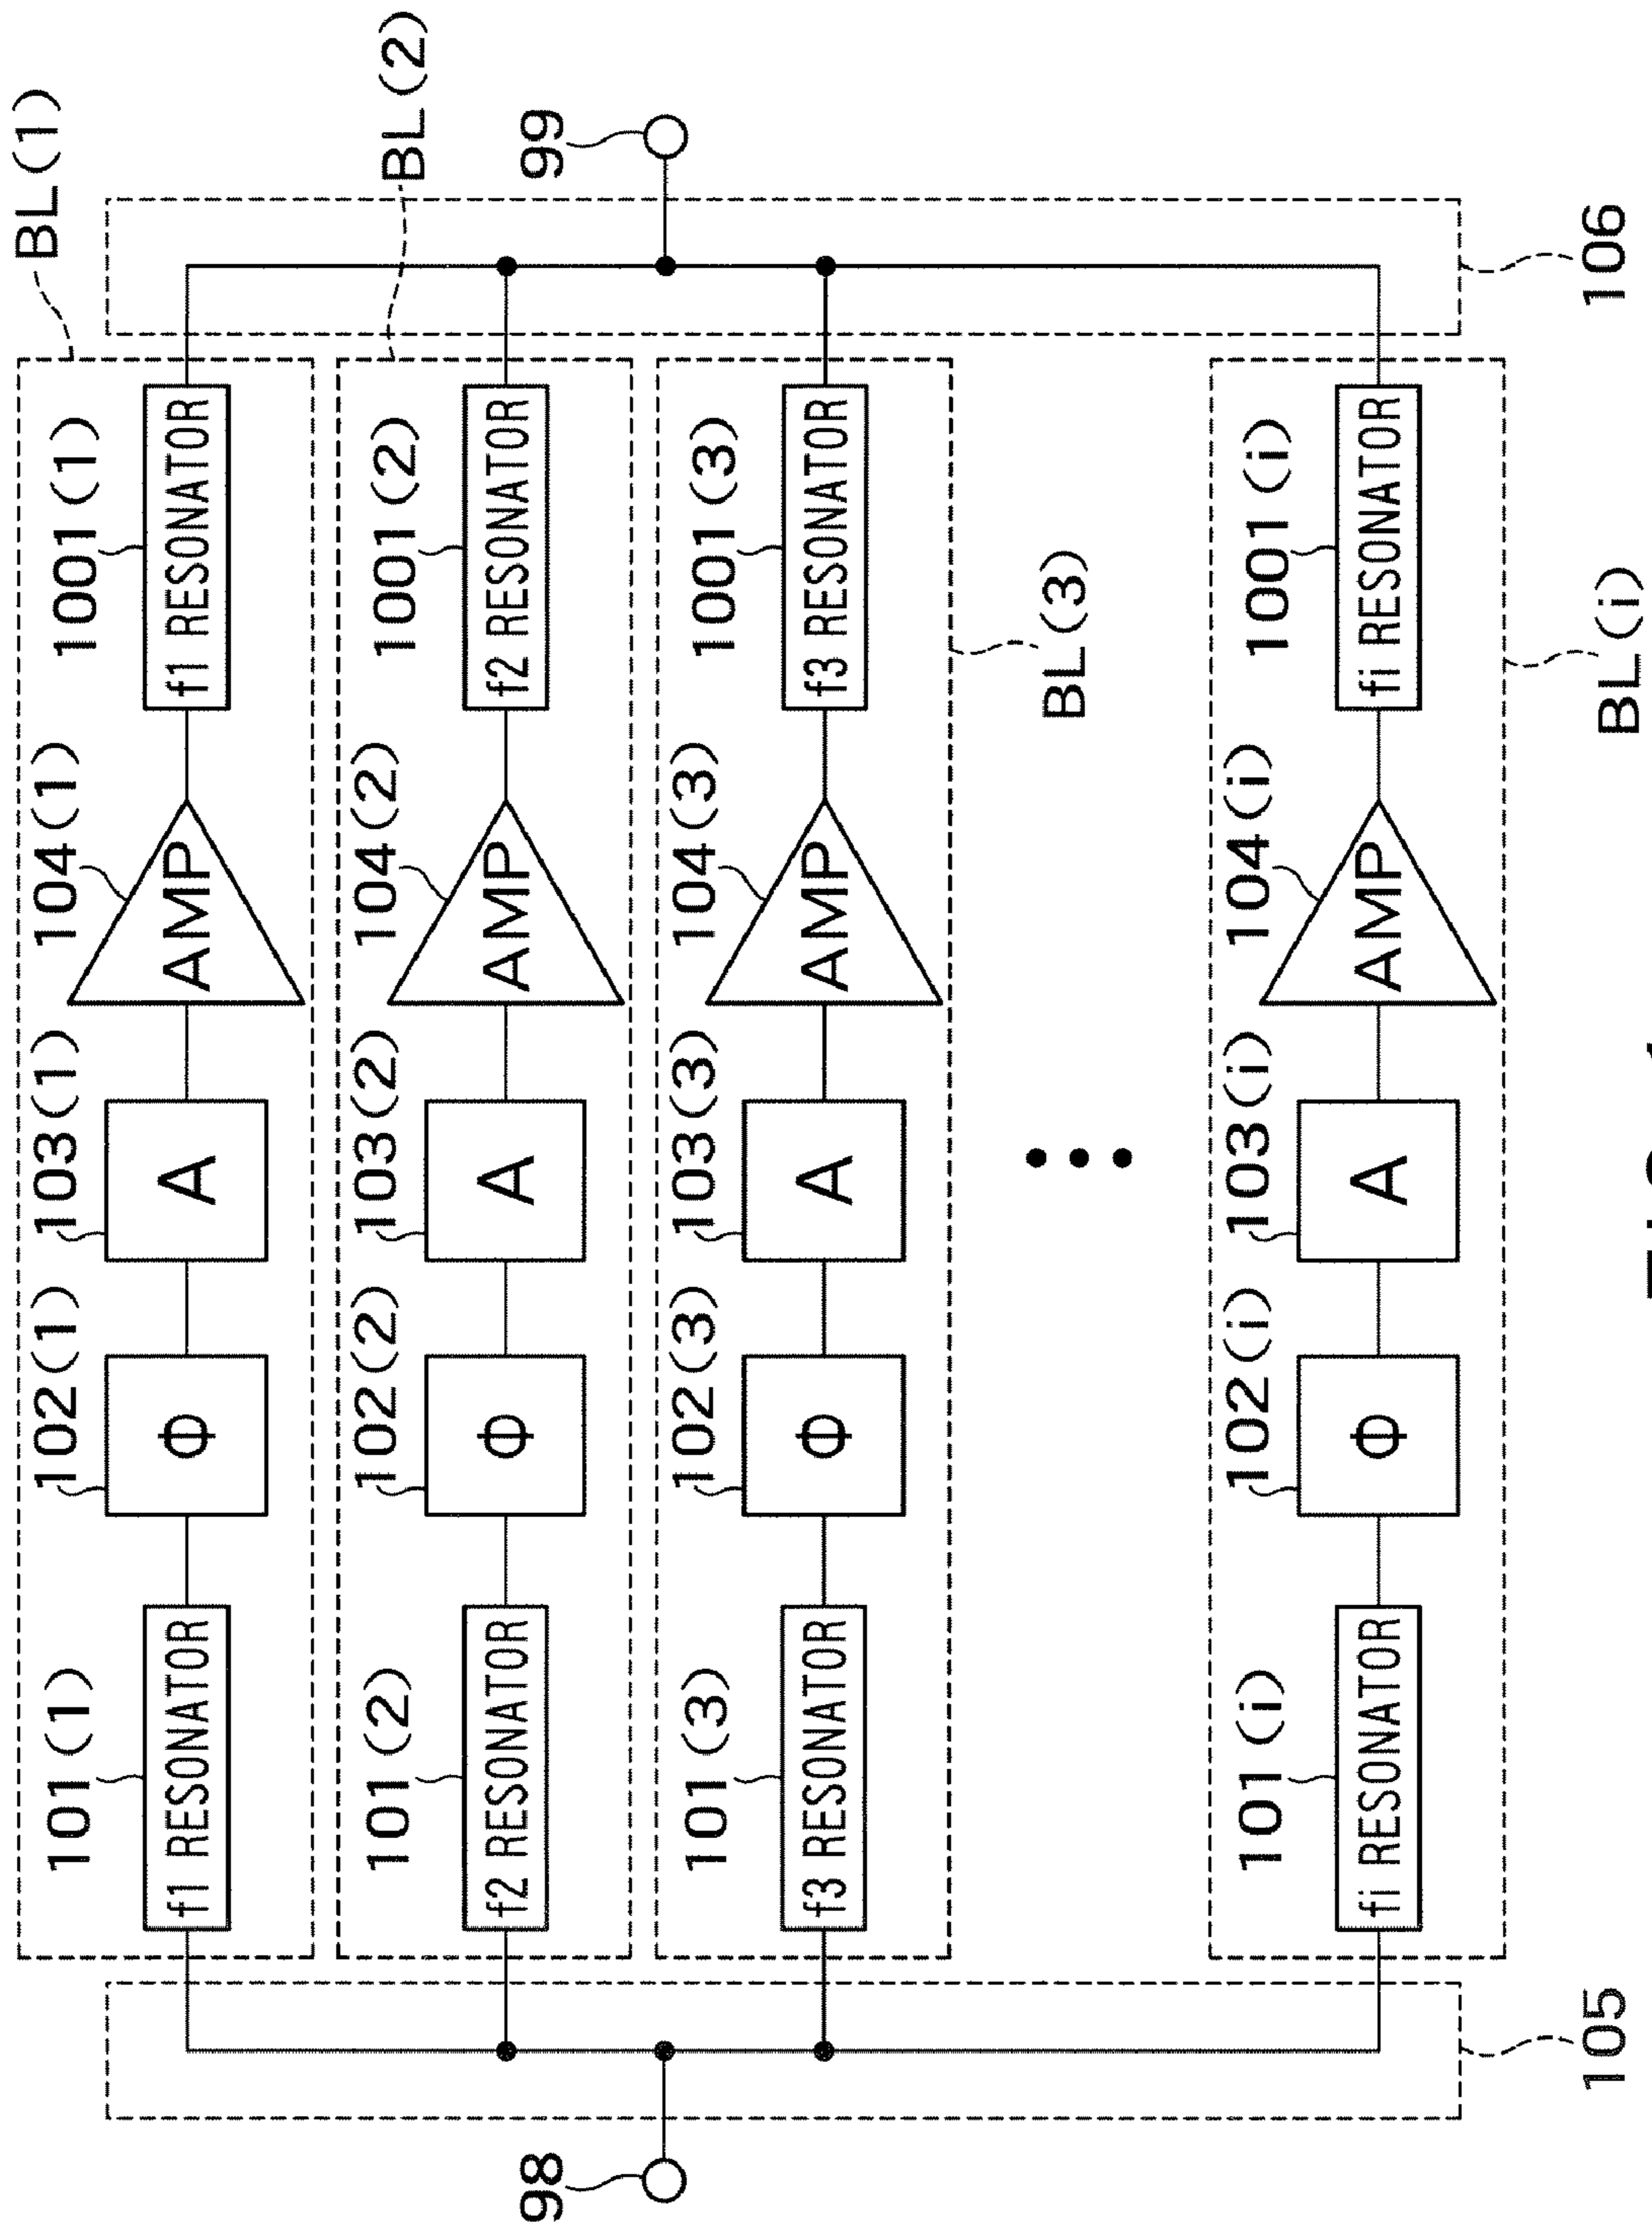 BL(1)
BL(2)
101(1)
102(1)
103(1)
104(1)
1001(1)
f1 RESONATOR
Φ
A
AMP
f1 RESONATOR
99
101(2)
102(2)
103(2)
104(2)
1001(2)
f2 RESONATOR
Φ
A
AMP
f2 RESONATOR
98
101(3)
102(3)
103(3)
104(3)
1001(3)
f3 RESONATOR
Φ
A
AMP
f3 RESONATOR
BL(3)
101(i)
102(i)
103(i)
104(i)
1001(i)
fi RESONATOR
Φ
A
AMP
fi RESONATOR
105
BL(i)
106